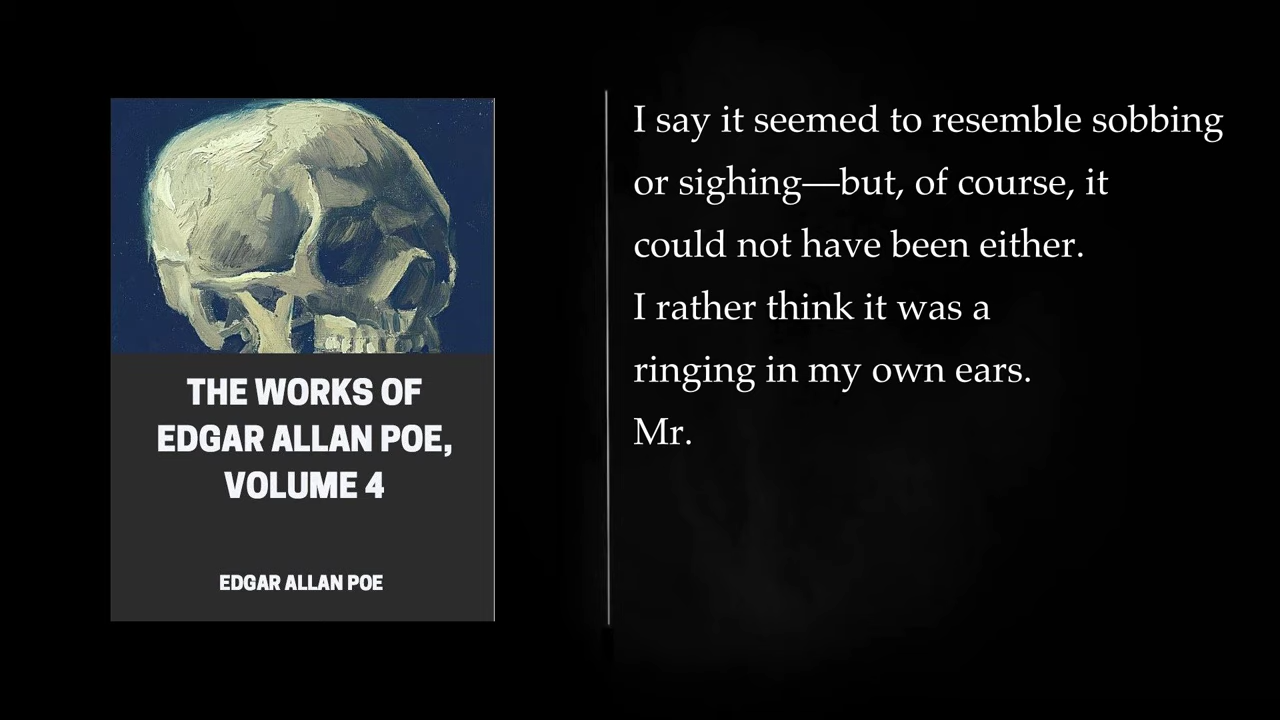 THE WORKS OF
EDGAR ALLAN POE,
VOLUME 4
EDGAR ALLAN POE
I say it seemed to resemble sobbing
or sighing—but, of course, it
could not have been either.
I rather think it was a
ringing in my own ears.
Mr.